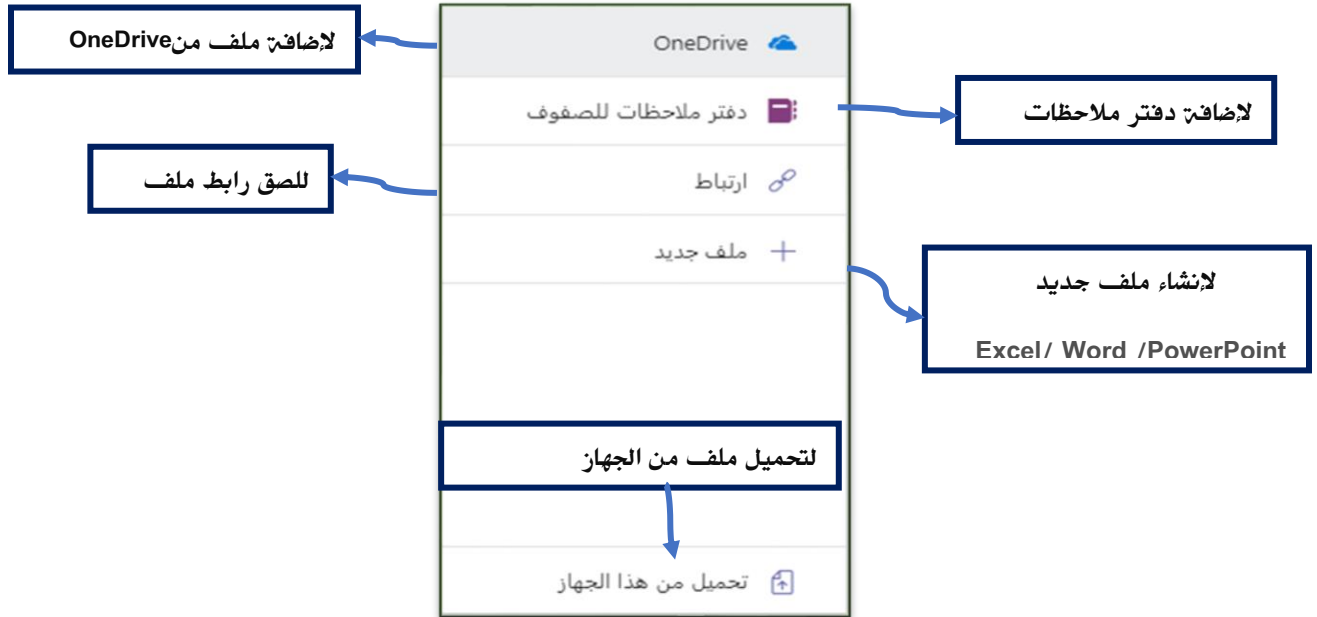 لإضافة ملف منOneDrive
OneDrive
دفتر ملاحظات للصفوف
لإضافة دفتر ملاحظات
للصق رابط ملف
ارتباط
ملف جديد
لإنشاء ملف جديد
Excel/ Word /PowerPoint
لتحميل ملف من الجهاز
تحميل من هذا الجهاز